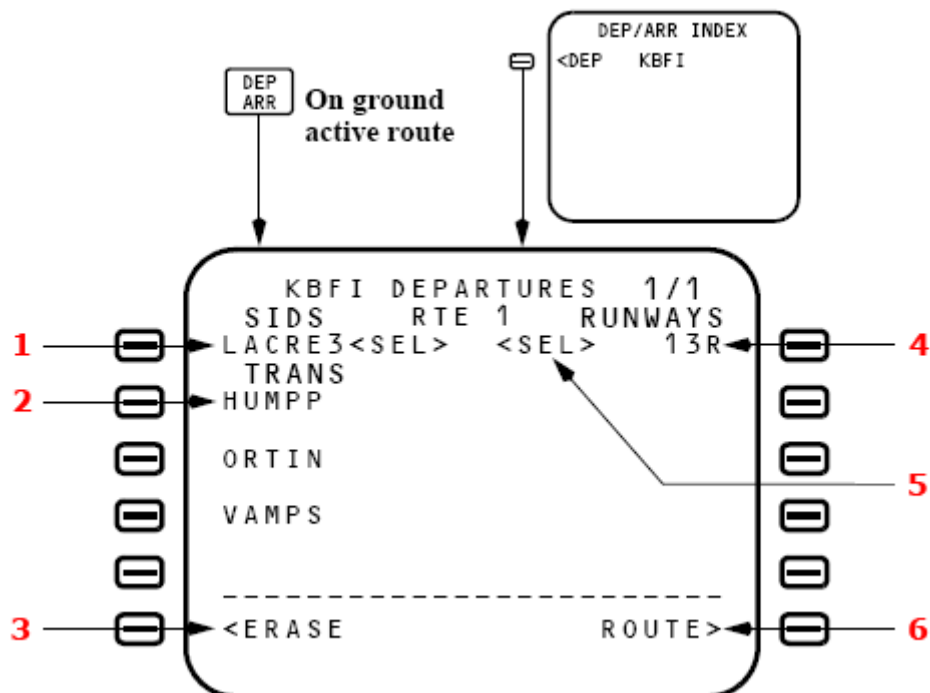 DEP/ARR INDEX
<DEP KBFI
DEP
ARR
On ground
active route
KBFI DEPARTURES 1/1
SIDS RTE 1 RUNWAYS
1 LACRE3<SEL> <SEL> 13R 4
TRANS
2 HUMPP
ORTIN
5
VAMPS
--------------------------
3 <ERASE ROUTE> 6